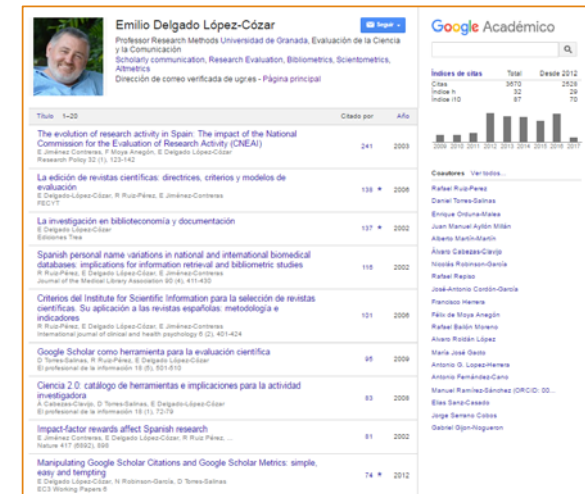 Emilio Delgado López-Cózar
Seguir
Professor Research Methods Universidad de Granada, Evaluación de la Ciencia
y la Comunicación
Scholarly communication, Research Evaluation, Bibliometrics, Scientometrics,
Altmetrics
Dirección de correo verificada de ugr.es - Página principal
Título 1–20 Citado por Año
The evolution of research activity in Spain: The impact of the National
Commission for the Evaluation of Research Activity (CNEAI) 241 2003
E Jiménez Contreras, F Moya Anegón, E Delgado López-Cózar
Research Policy 32 (1), 123-142
La edición de revistas científicas: directrices, criterios y modelos de
evaluación 138 * 2006
E Delgado-López-Cózar, R Ruiz-Pérez, E Jiménez-Contreras
FECYT
La investigación en biblioteconomía y documentación 137 * 2002
E Delgado López-Cózar
Ediciones Trea
Spanish personal name variations in national and international biomedical
databases: implications for information retrieval and bibliometric studies 116 2002
R Ruiz-Pérez, E Delgado López-Cózar, E Jiménez-Contreras
Journal of the Medical Library Association 90 (4), 411-430
Criterios del Institute for Scientific Information para la selección de revistas
científicas. Su aplicación a las revistas españolas: metodología e
indicadores 101 2006
R Ruiz-Pérez, E Delgado López-Cózar, E Jiménez-Contreras
International journal of clinical and health psychology 6 (2), 401-424
Google Scholar como herramienta para la evaluación científica 95 2009
D Torres-Salinas, R Ruiz-Pérez, E Delgado-López-Cózar
El profesional de la información 18 (5), 501-510
Ciencia 2.0: catálogo de herramientas e implicaciones para la actividad
investigadora 83 2008
A Cabezas-Clavijo, D Torres-Salinas, E Delgado-López-Cózar
El profesional de la información 18 (1), 72-79
Impact-factor rewards affect Spanish research 81 2002
E Jiménez Contreras, E Delgado López-Cózar, R Ruiz Pérez, ...
Nature 417 (6892), 898
Manipulating Google Scholar Citations and Google Scholar Metrics: simple,
easy and tempting 74 * 2012
E Delgado López-Cózar, N Robinson-García, D Torres-Salinas
EC3 Working Papers 6
Google Académico
Índices de citas Total Desde 2012
Citas 3670 2528
Índice h 32 29
Índice i10 87 70
2009 2010 2011 2012 2013 2014 2015 2016 2017
Coautores Ver todos...
Rafael Ruiz-Perez
Daniel Torres-Salinas
Enrique Orduna-Malea
Juan Manuel Ayllón Millán
Alberto Martín-Martín
Álvaro Cabezas-Clavijo
Nicolás Robinson-García
Rafael Repiso
José-Antonio Cordón-García
Francisco Herrera
Félix de Moya Anegón
Rafael Bailón Moreno
Alvaro Roldán López
María José Gacto
Antonio G. Lopez-Herrera
Antonio Fernández-Cano
Manuel Ramírez-Sánchez (ORCID: 00...
Elias Sanz-Casado
Jorge Serrano Cobos
Gabriel Gijon-Nogueron